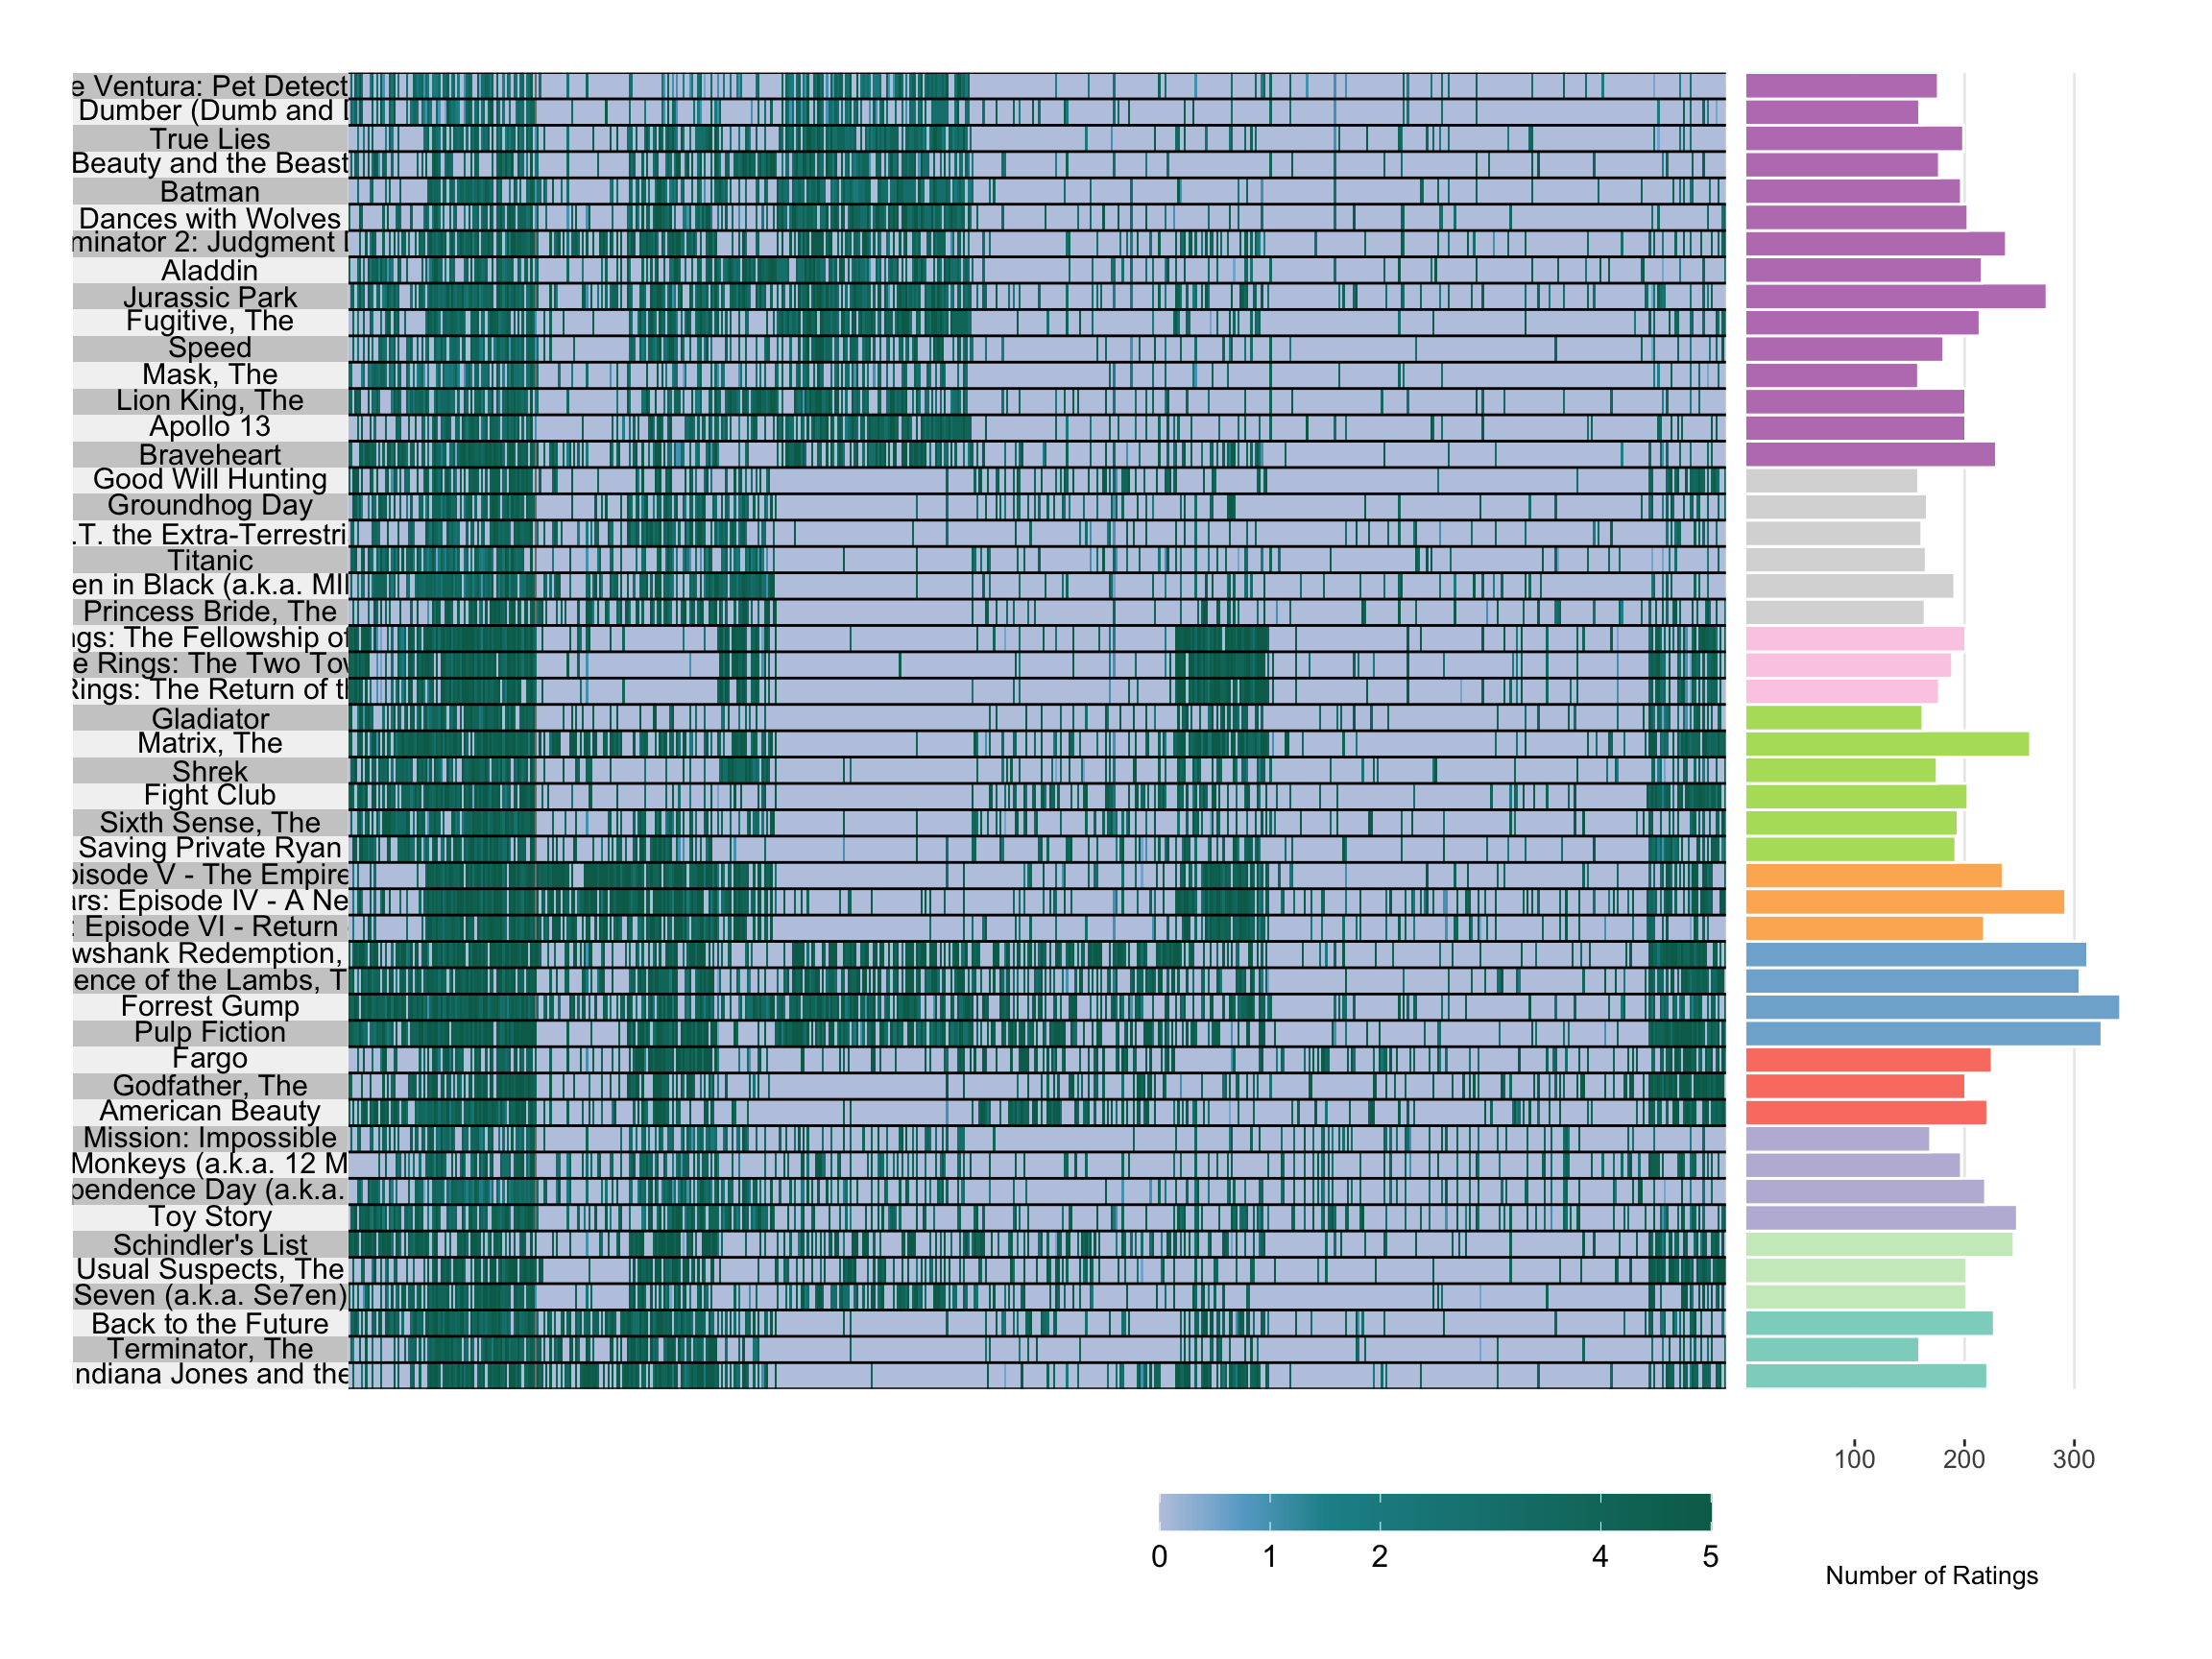 e Ventura: Pet Detect
Dumber (Dumb and
True Lies
Beauty and the Beast
Batman
Dances with Wolves
minator 2: Judgment
Aladdin
Jurassic Park
Fugitive, The
Speed
Mask, The
Lion King, The
Apollo 13
Braveheart
Good Will Hunting
Groundhog Day
.T. the Extra-Terrestri
Titanic
en in Black (a.k.a. MII
Princess Bride, The
ngs: The Fellowship of
e Rings: The Two Tow
Rings: The Return of th
Gladiator
Matrix, The
Shrek
Fight Club
Sixth Sense, The
Saving Private Ryan
pisode V - The Empire
ars: Episode IV - A Ne
: Episode VI - Return
wshank Redemption,
ence of the Lambs, T
Forrest Gump
Pulp Fiction
Fargo
Godfather, The
American Beauty
Mission: Impossible
Monkeys (a.k.a. 12 M
pendence Day (a.k.a.
Toy Story
Schindler's List
Usual Suspects, The
Seven (a.k.a. Se7en)
Back to the Future
Terminator, The
ndiana Jones and the
100 200 300
0 1 2 4 5
Number of Ratings